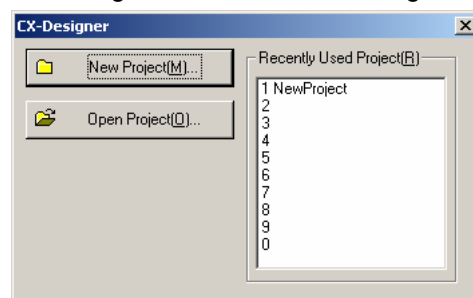 CX-Designer
New Project(M)...
Open Project(O)...
Recently Used Project(R)
1 NewProject
2
3
4
5
6
7
8
9
0